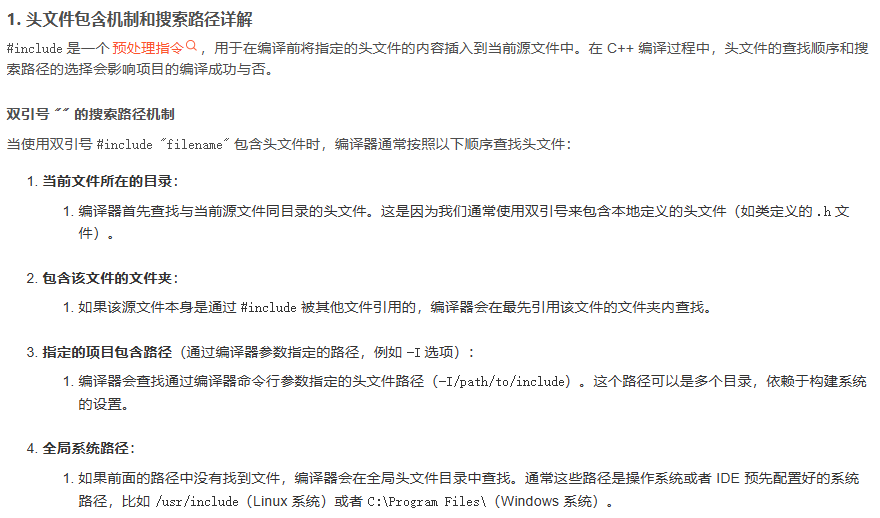 1. 头文件包含机制和搜索路径详解
#include 是一个 预处理指令，用于在编译前将指定的头文件的内容插入到当前源文件中。在 C++ 编译过程中，头文件的查找顺序和搜
索路径的选择会影响项目的编译成功与否。
双引号 "" 的搜索路径机制
当使用双引号 #include "filename" 包含头文件时，编译器通常按照以下顺序查找头文件：
1. 当前文件所在的目录：
1. 编译器首先查找与当前源文件同目录的头文件。这是因为我们通常使用双引号来包含本地定义的头文件（如类定义的 .h 文
件）。
2. 包含该文件的文件夹：
1. 如果该源文件本身是通过 #include 被其他文件引用的，编译器会在最先引用该文件的文件夹内查找。
3. 指定的项目包含路径（通过编译器参数指定的路径，例如 -I 选项）：
1. 编译器会查找通过编译器命令行参数指定的头文件路径（-I/path/to/include）。这个路径可以是多个目录，依赖于构建系统
的设置。
4. 全局系统路径：
1. 如果前面的路径中没有找到文件，编译器会在全局头文件目录中查找。通常这些路径是操作系统或者 IDE 预先配置好的系统
路径，比如 /usr/include（Linux 系统）或者 C:\Program Files\（Windows 系统）。